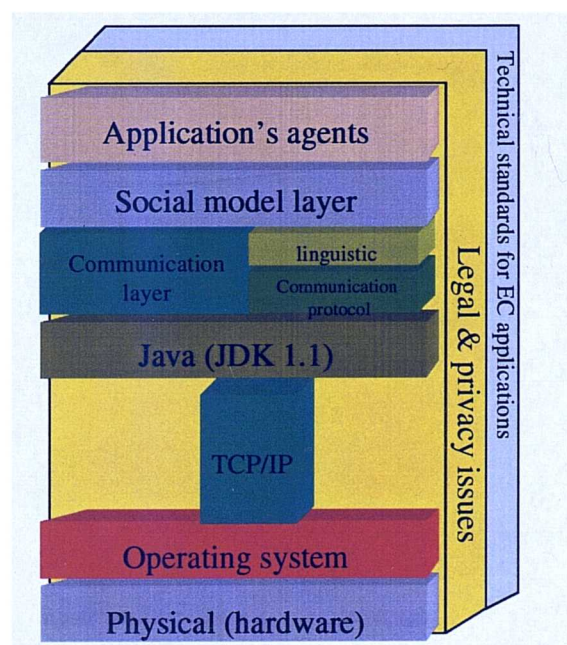 Application's agents
Social model layer
Communication
layer
linguistic
Communication
protocol
Java (JDK 1.1)
TCP/IP
Operating system
Physical (hardware)
Legal & privacy issues
Technical standards for EC applications